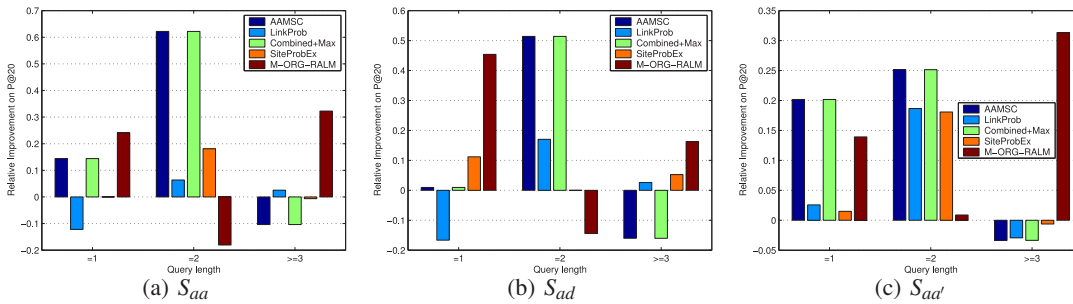 0.7
0.6
0.5
0.4
0.3
0.2
0.1
0
−0.1
−0.2
Relative Improvement on P@20
=1
=2
>=3
Query length
AAMSC
LinkProb
Combined+Max
SiteProbEx
M−ORG−RALM
(a) Saa
0.6
0.5
0.4
0.3
0.2
0.1
0
−0.1
−0.2
Relative Improvement on P@20
=1
=2
>=3
Query length
AAMSC
LinkProb
Combined+Max
SiteProbEx
M−ORG−RALM
(b) Sad
0.35
0.3
0.25
0.2
0.15
0.1
0.05
0
−0.05
Relative Improvement on P@20
=1
=2
>=3
Query length
AAMSC
LinkProb
Combined+Max
SiteProbEx
M−ORG−RALM
(c) Saa′